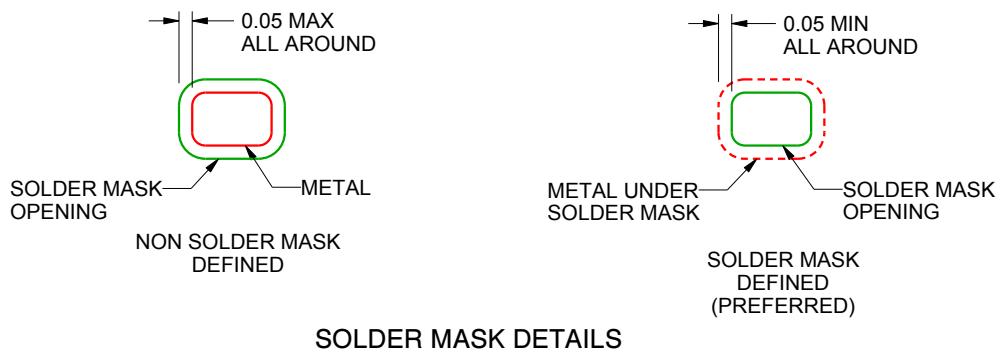 0.05 MAX
ALL AROUND
SOLDER MASK
OPENING
METAL
NON SOLDER MASK
DEFINED
0.05 MIN
ALL AROUND
METAL UNDER
SOLDER MASK
SOLDER MASK
OPENING
SOLDER MASK
DEFINED
(PREFERRED)
SOLDER MASK DETAILS